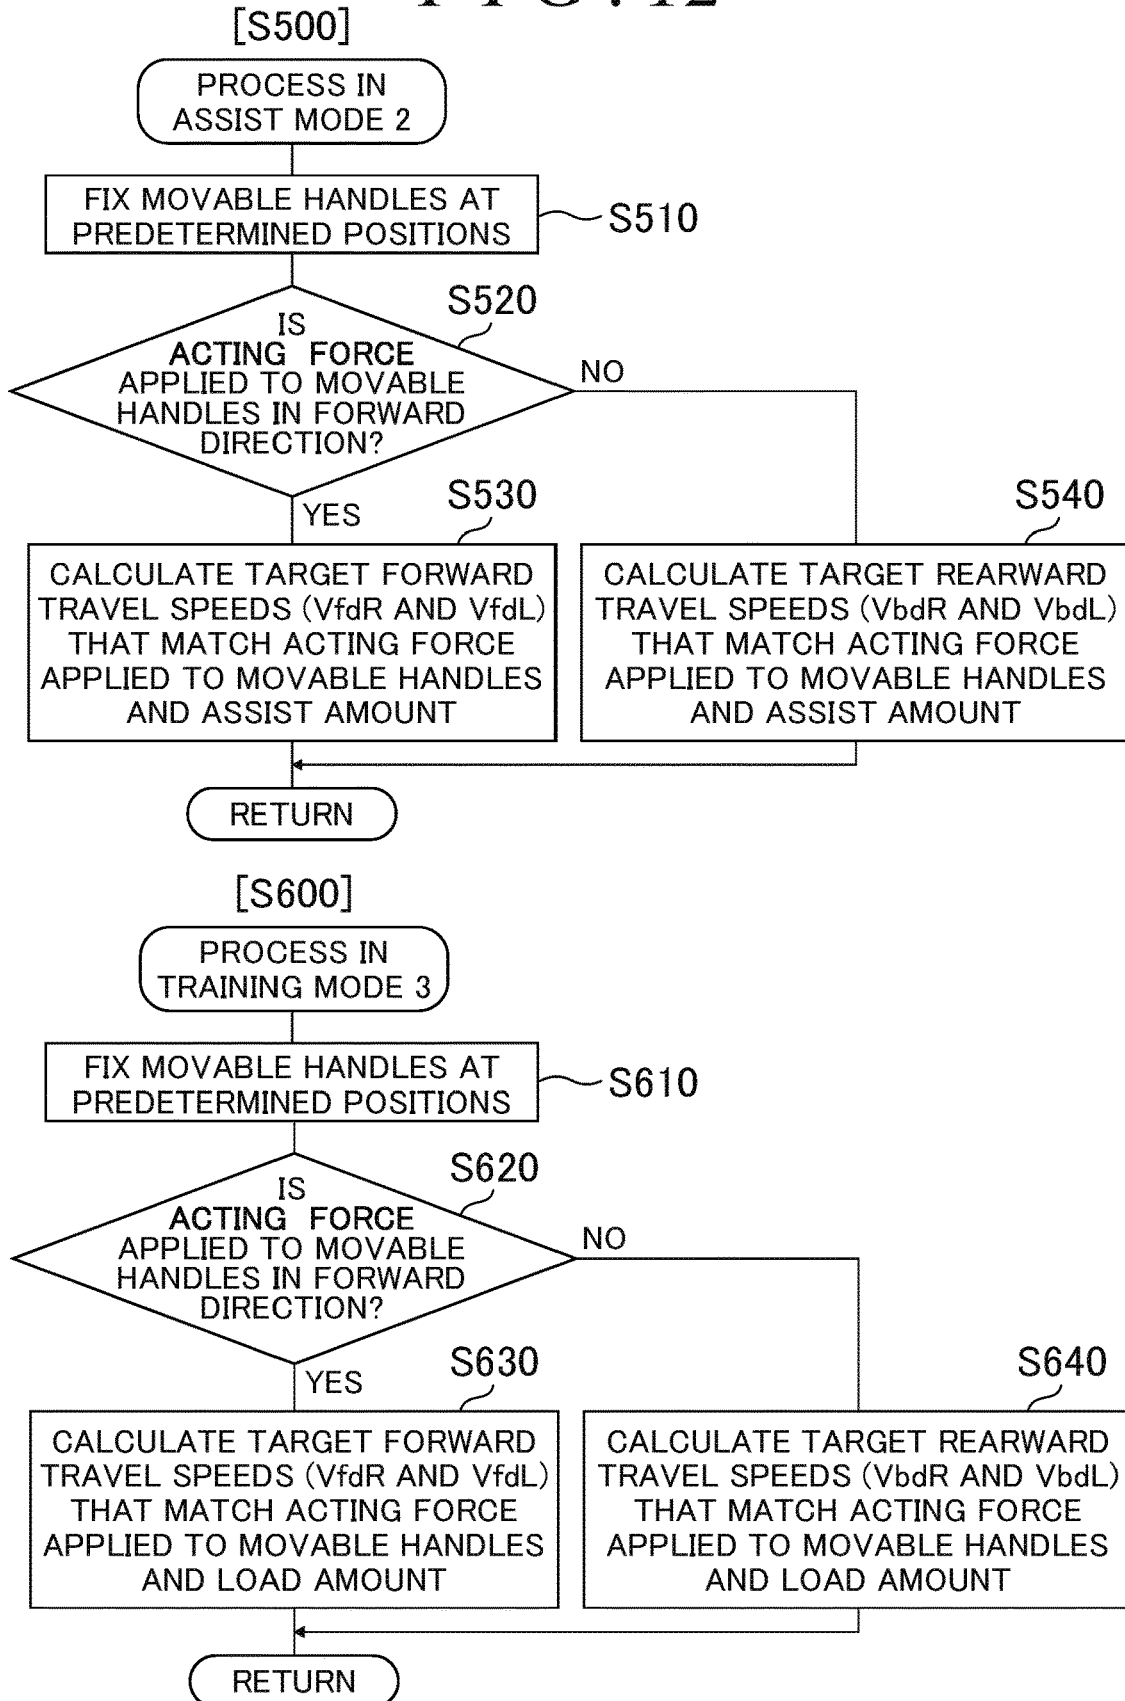 FIG. 12
[S500]
PROCESS IN
ASSIST MODE 2
FIX MOVABLE HANDLES AT
PREDETERMINED POSITIONS
S510
S520
IS
ACTING FORCE
APPLIED TO MOVABLE
HANDLES IN FORWARD
DIRECTION?
NO
YES
S530
CALCULATE TARGET FORWARD
TRAVEL SPEEDS (VfdR AND VfdL)
THAT MATCH ACTING FORCE
APPLIED TO MOVABLE HANDLES
AND ASSIST AMOUNT
S540
CALCULATE TARGET REARWARD
TRAVEL SPEEDS (VbdR AND VbdL)
THAT MATCH ACTING FORCE
APPLIED TO MOVABLE HANDLES
AND ASSIST AMOUNT
RETURN
[S600]
PROCESS IN
TRAINING MODE 3
FIX MOVABLE HANDLES AT
PREDETERMINED POSITIONS
S610
S620
IS
ACTING FORCE
APPLIED TO MOVABLE
HANDLES IN FORWARD
DIRECTION?
NO
YES
S630
CALCULATE TARGET FORWARD
TRAVEL SPEEDS (VfdR AND VfdL)
THAT MATCH ACTING FORCE
APPLIED TO MOVABLE HANDLES
AND LOAD AMOUNT
S640
CALCULATE TARGET REARWARD
TRAVEL SPEEDS (VbdR AND VbdL)
THAT MATCH ACTING FORCE
APPLIED TO MOVABLE HANDLES
AND LOAD AMOUNT
RETURN